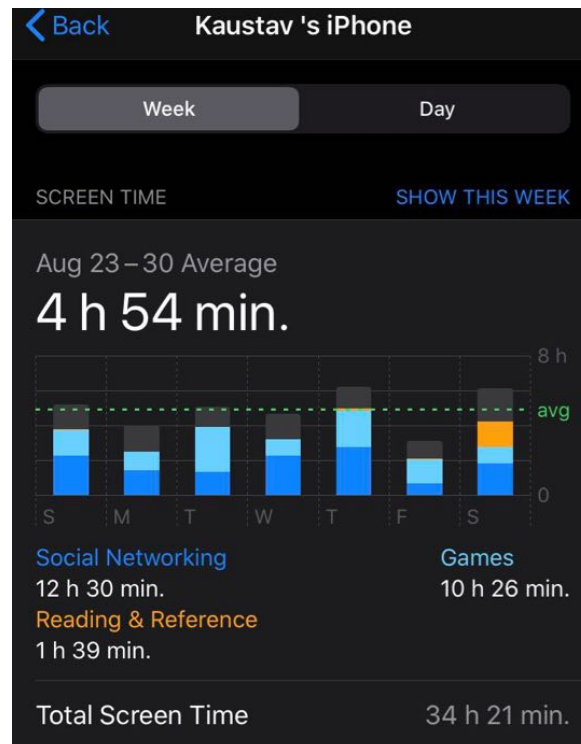 Back Kaustav 's iPhone
Week Day
SCREEN TIME SHOW THIS WEEK
Aug 23 – 30 Average
4 h 54 min.
8 h
avg
0
S M T W T F S
Social Networking Games
12 h 30 min. 10 h 26 min.
Reading & Reference
1 h 39 min.
Total Screen Time 34 h 21 min.